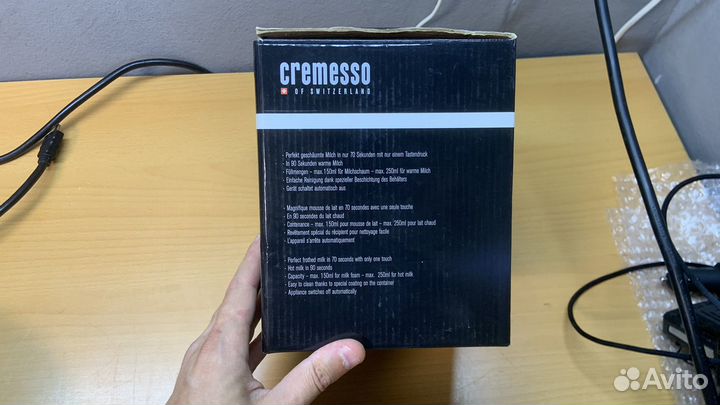 cremesso
OF SWITZERLAND
- Perfekt geschäumte Milch in nur 70 Sekunden mit nur einem Tastendruck
- In 90 Sekunden warme Milch
- Füllmengen – max. 150ml für Milchschaum – max. 250ml für warme Milch
- Einfache Reinigung dank spezieller Beschichtung des Behälters
- Gerät schaltet automatisch aus
- Magnifique mousse de lait en 70 secondes avec une seule touche
- En 90 secondes du lait chaud
- Contenance – max. 150ml pour mousse de lait – max. 250ml pour lait chaud
- Revêtement spécial du récipient pour nettoyage facile
- L'appareil s'arrête automatiquement
- Perfect frothed milk in 70 seconds with only one touch
- Hot milk in 90 seconds
- Capacity – max. 150ml for milk foam – max. 250ml for hot milk
- Easy to clean thanks to special coating on the container
- Appliance switches off automatically
Avito